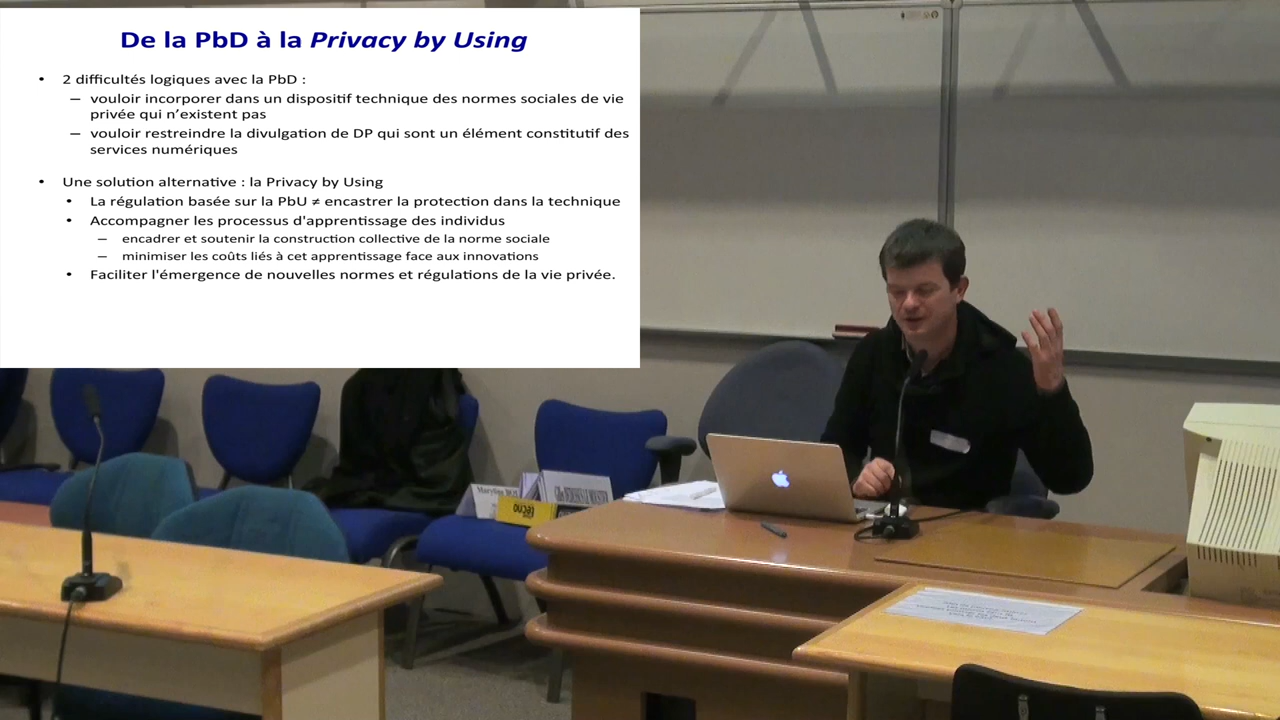 De la PbD à la Privacy by Using
• 2 difficultés logiques avec la PbD :
– vouloir incorporer dans un dispositif technique des normes sociales de vie
privée qui n'existent pas
– vouloir restreindre la divulgation de DP qui sont un élément constitutif des
services numériques
• Une solution alternative : la Privacy by Using
• La régulation basée sur la PbU ≠ encastrer la protection dans la technique
• Accompagner les processus d'apprentissage des individus
– encadrer et soutenir la construction collective de la norme sociale
– minimiser les coûts liés à cet apprentissage face aux innovations
• Faciliter l'émergence de nouvelles normes et régulations de la vie privée.
tecno